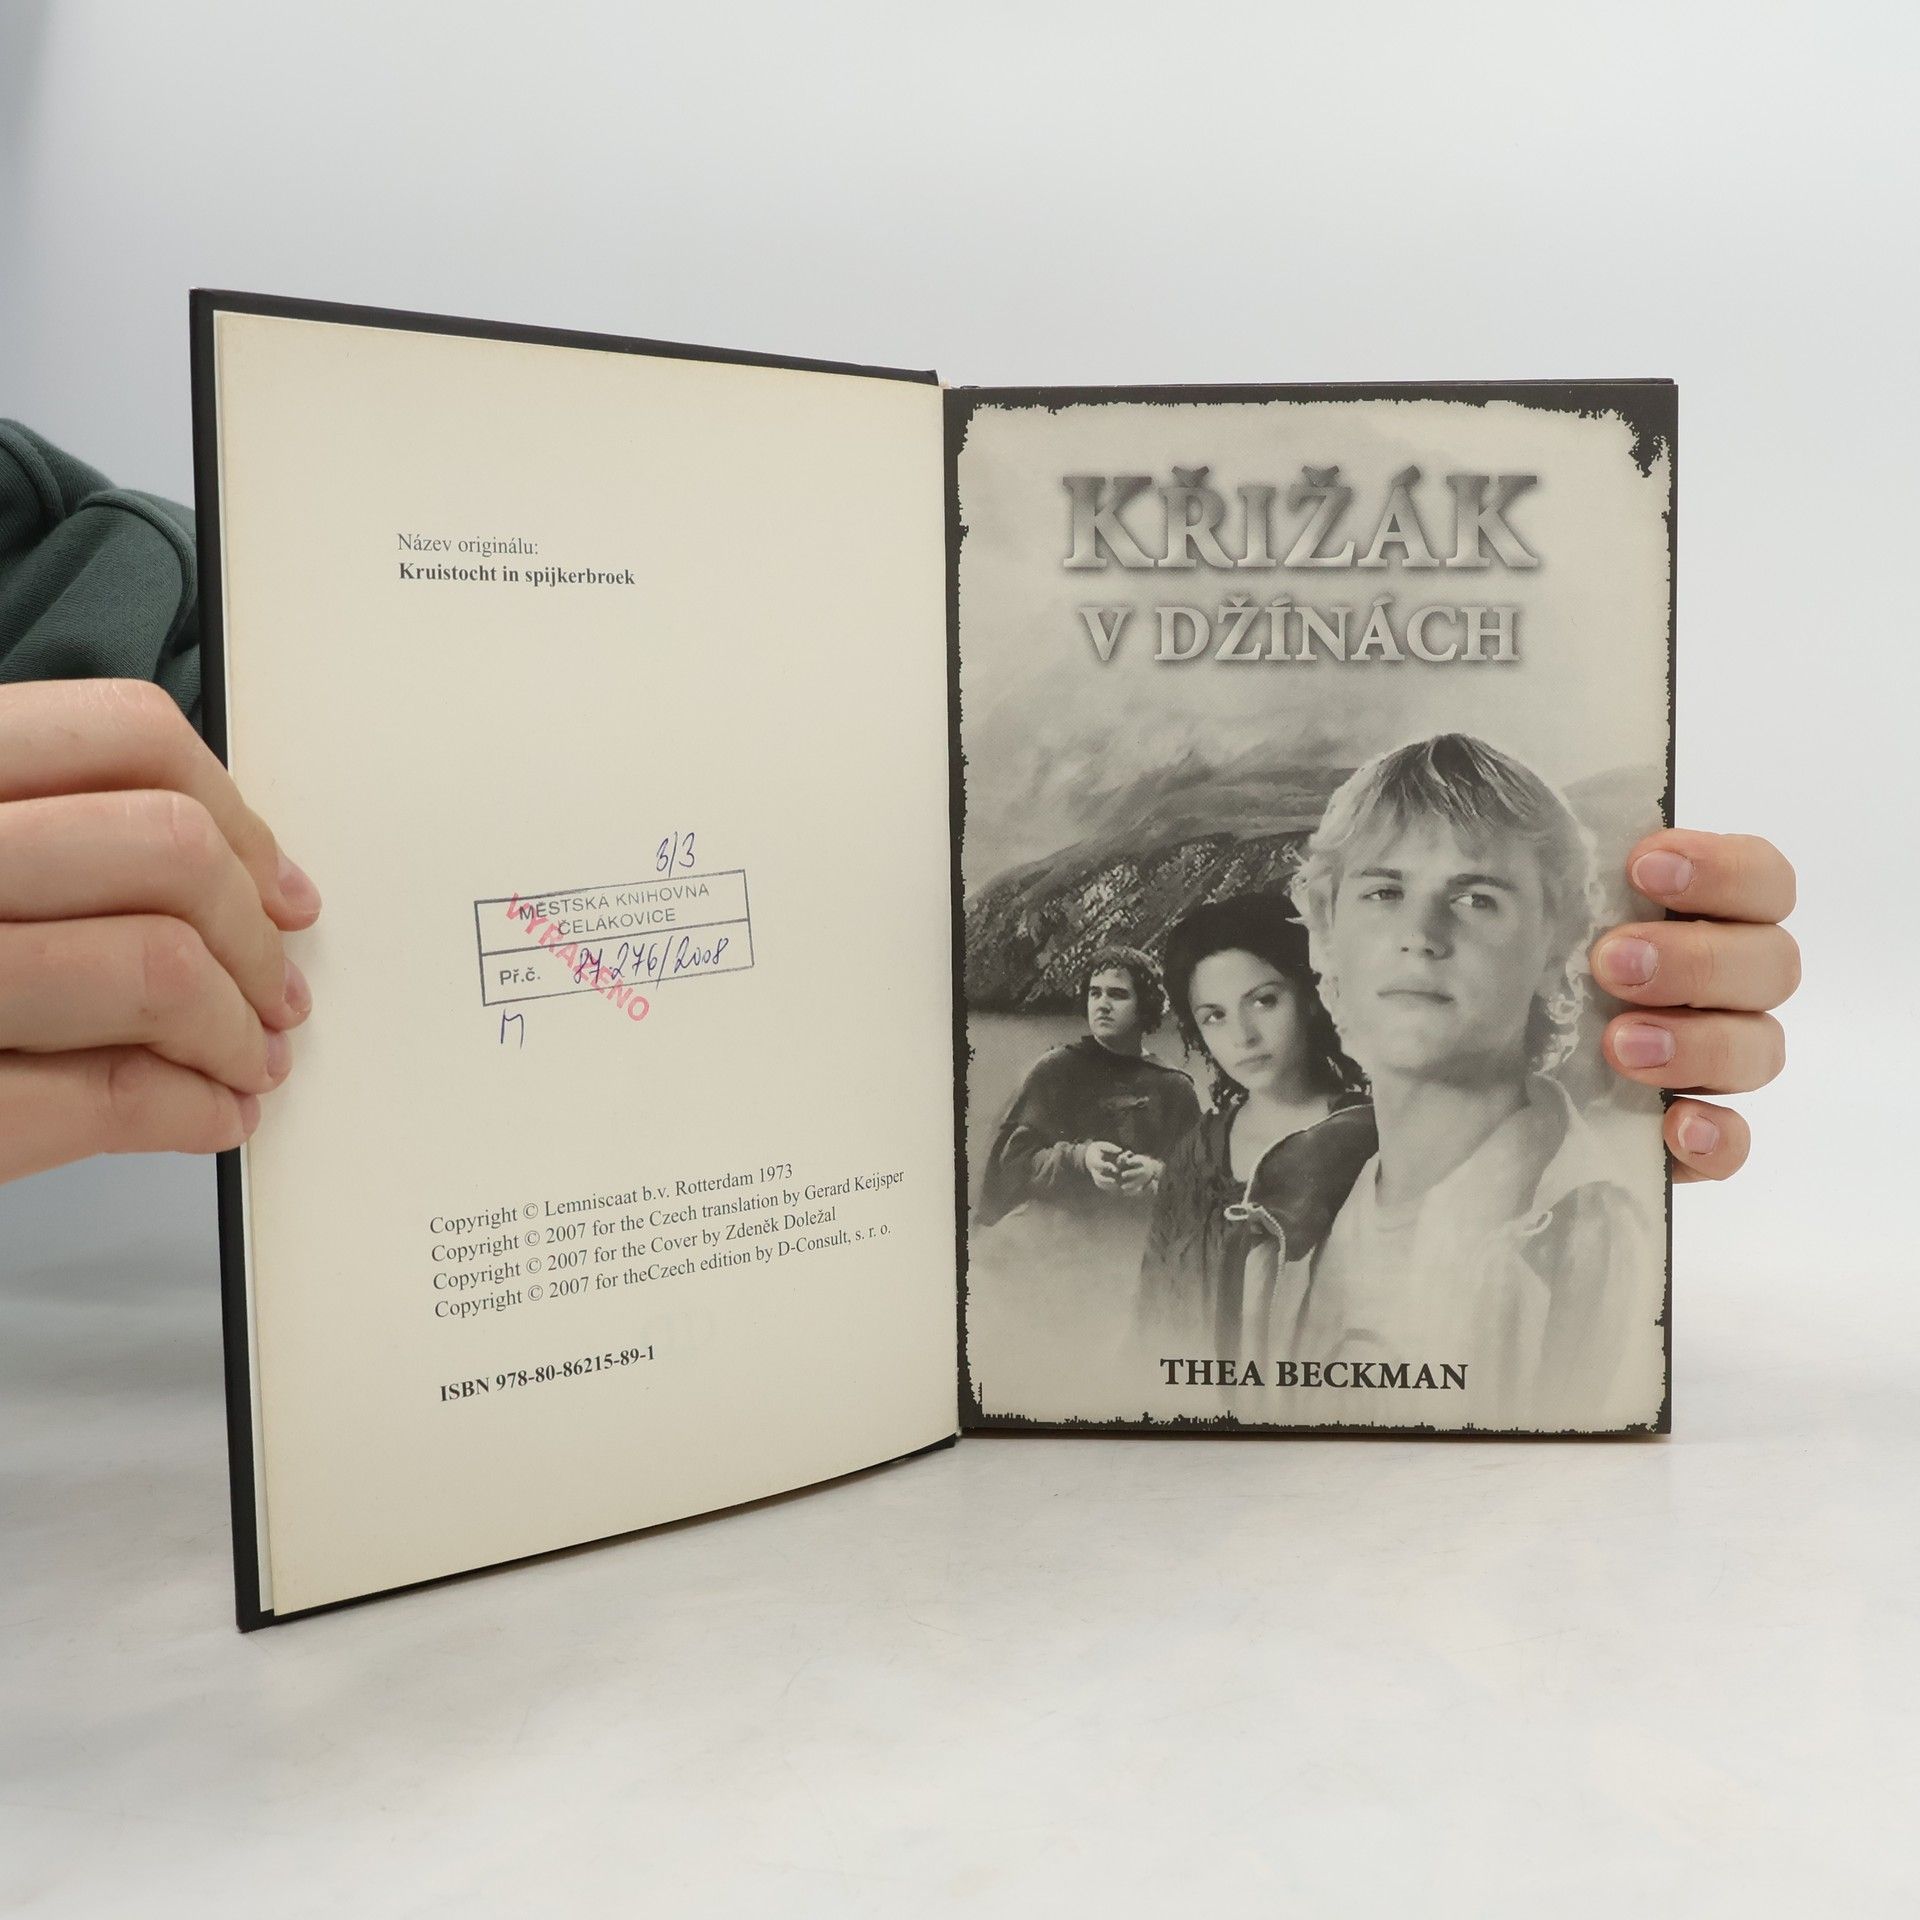 Název originálu:
Kruistocht in spijkerbroek
3/3
MĚSTSKÁ KNIHOVNA
ČELÁKOVICE
Př.č. 87 276/2008
VYŘAZENO
M
Copyright © Lemniscaat b.v. Rotterdam 1973
Copyright © 2007 for the Czech translation by Gerard Keijsper
Copyright © 2007 for the Cover by Zdeněk Doležal
Copyright © 2007 for theCzech edition by D-Consult, s. r. o.
ISBN 978-80-86215-89-1
KŘIŽÁK
V DŽÍNÁCH
THEA BECKMAN